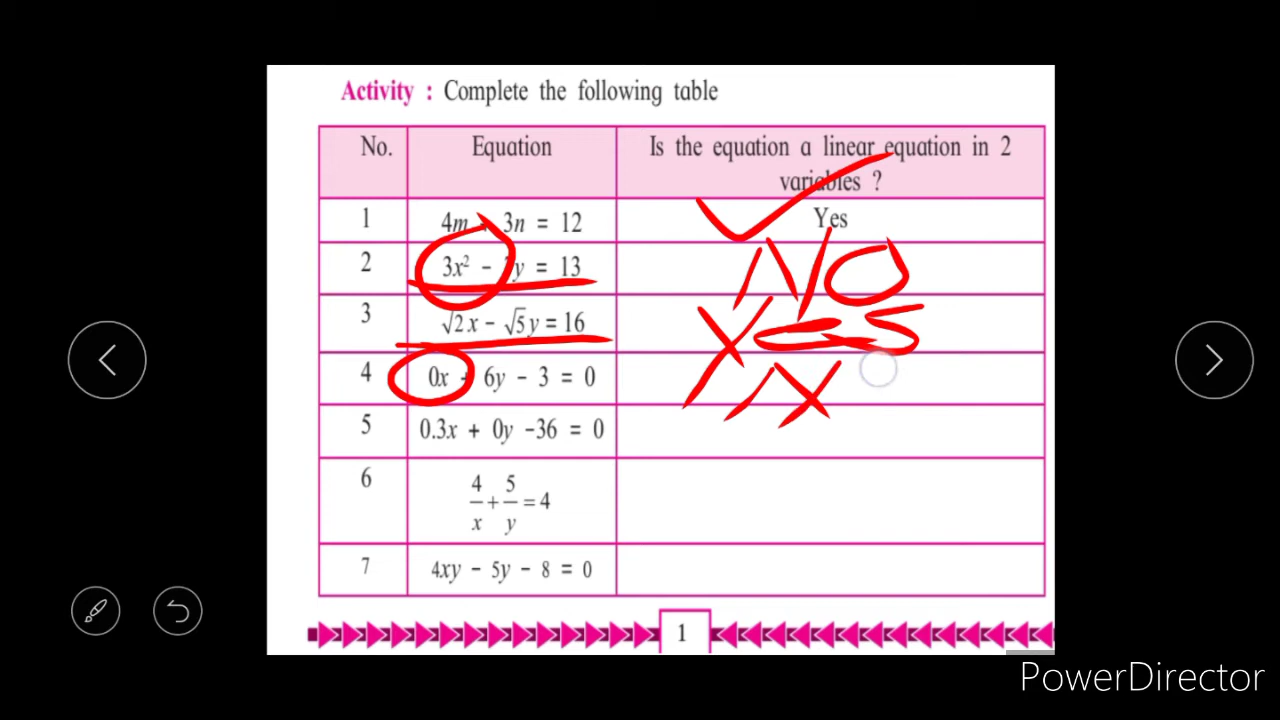 Activity : Complete the following table
No. Equation Is the equation a linear equation in 2 variables ?
1 4m + 3n = 12 Yes
2 3x² - y = 13 NO
3 √2x - √5y = 16 YES
4 0x + 6y - 3 = 0
5 0.3x + 0y -36 = 0
6 4/x + 5/y = 4
7 4xy - 5y - 8 = 0
1
PowerDirector